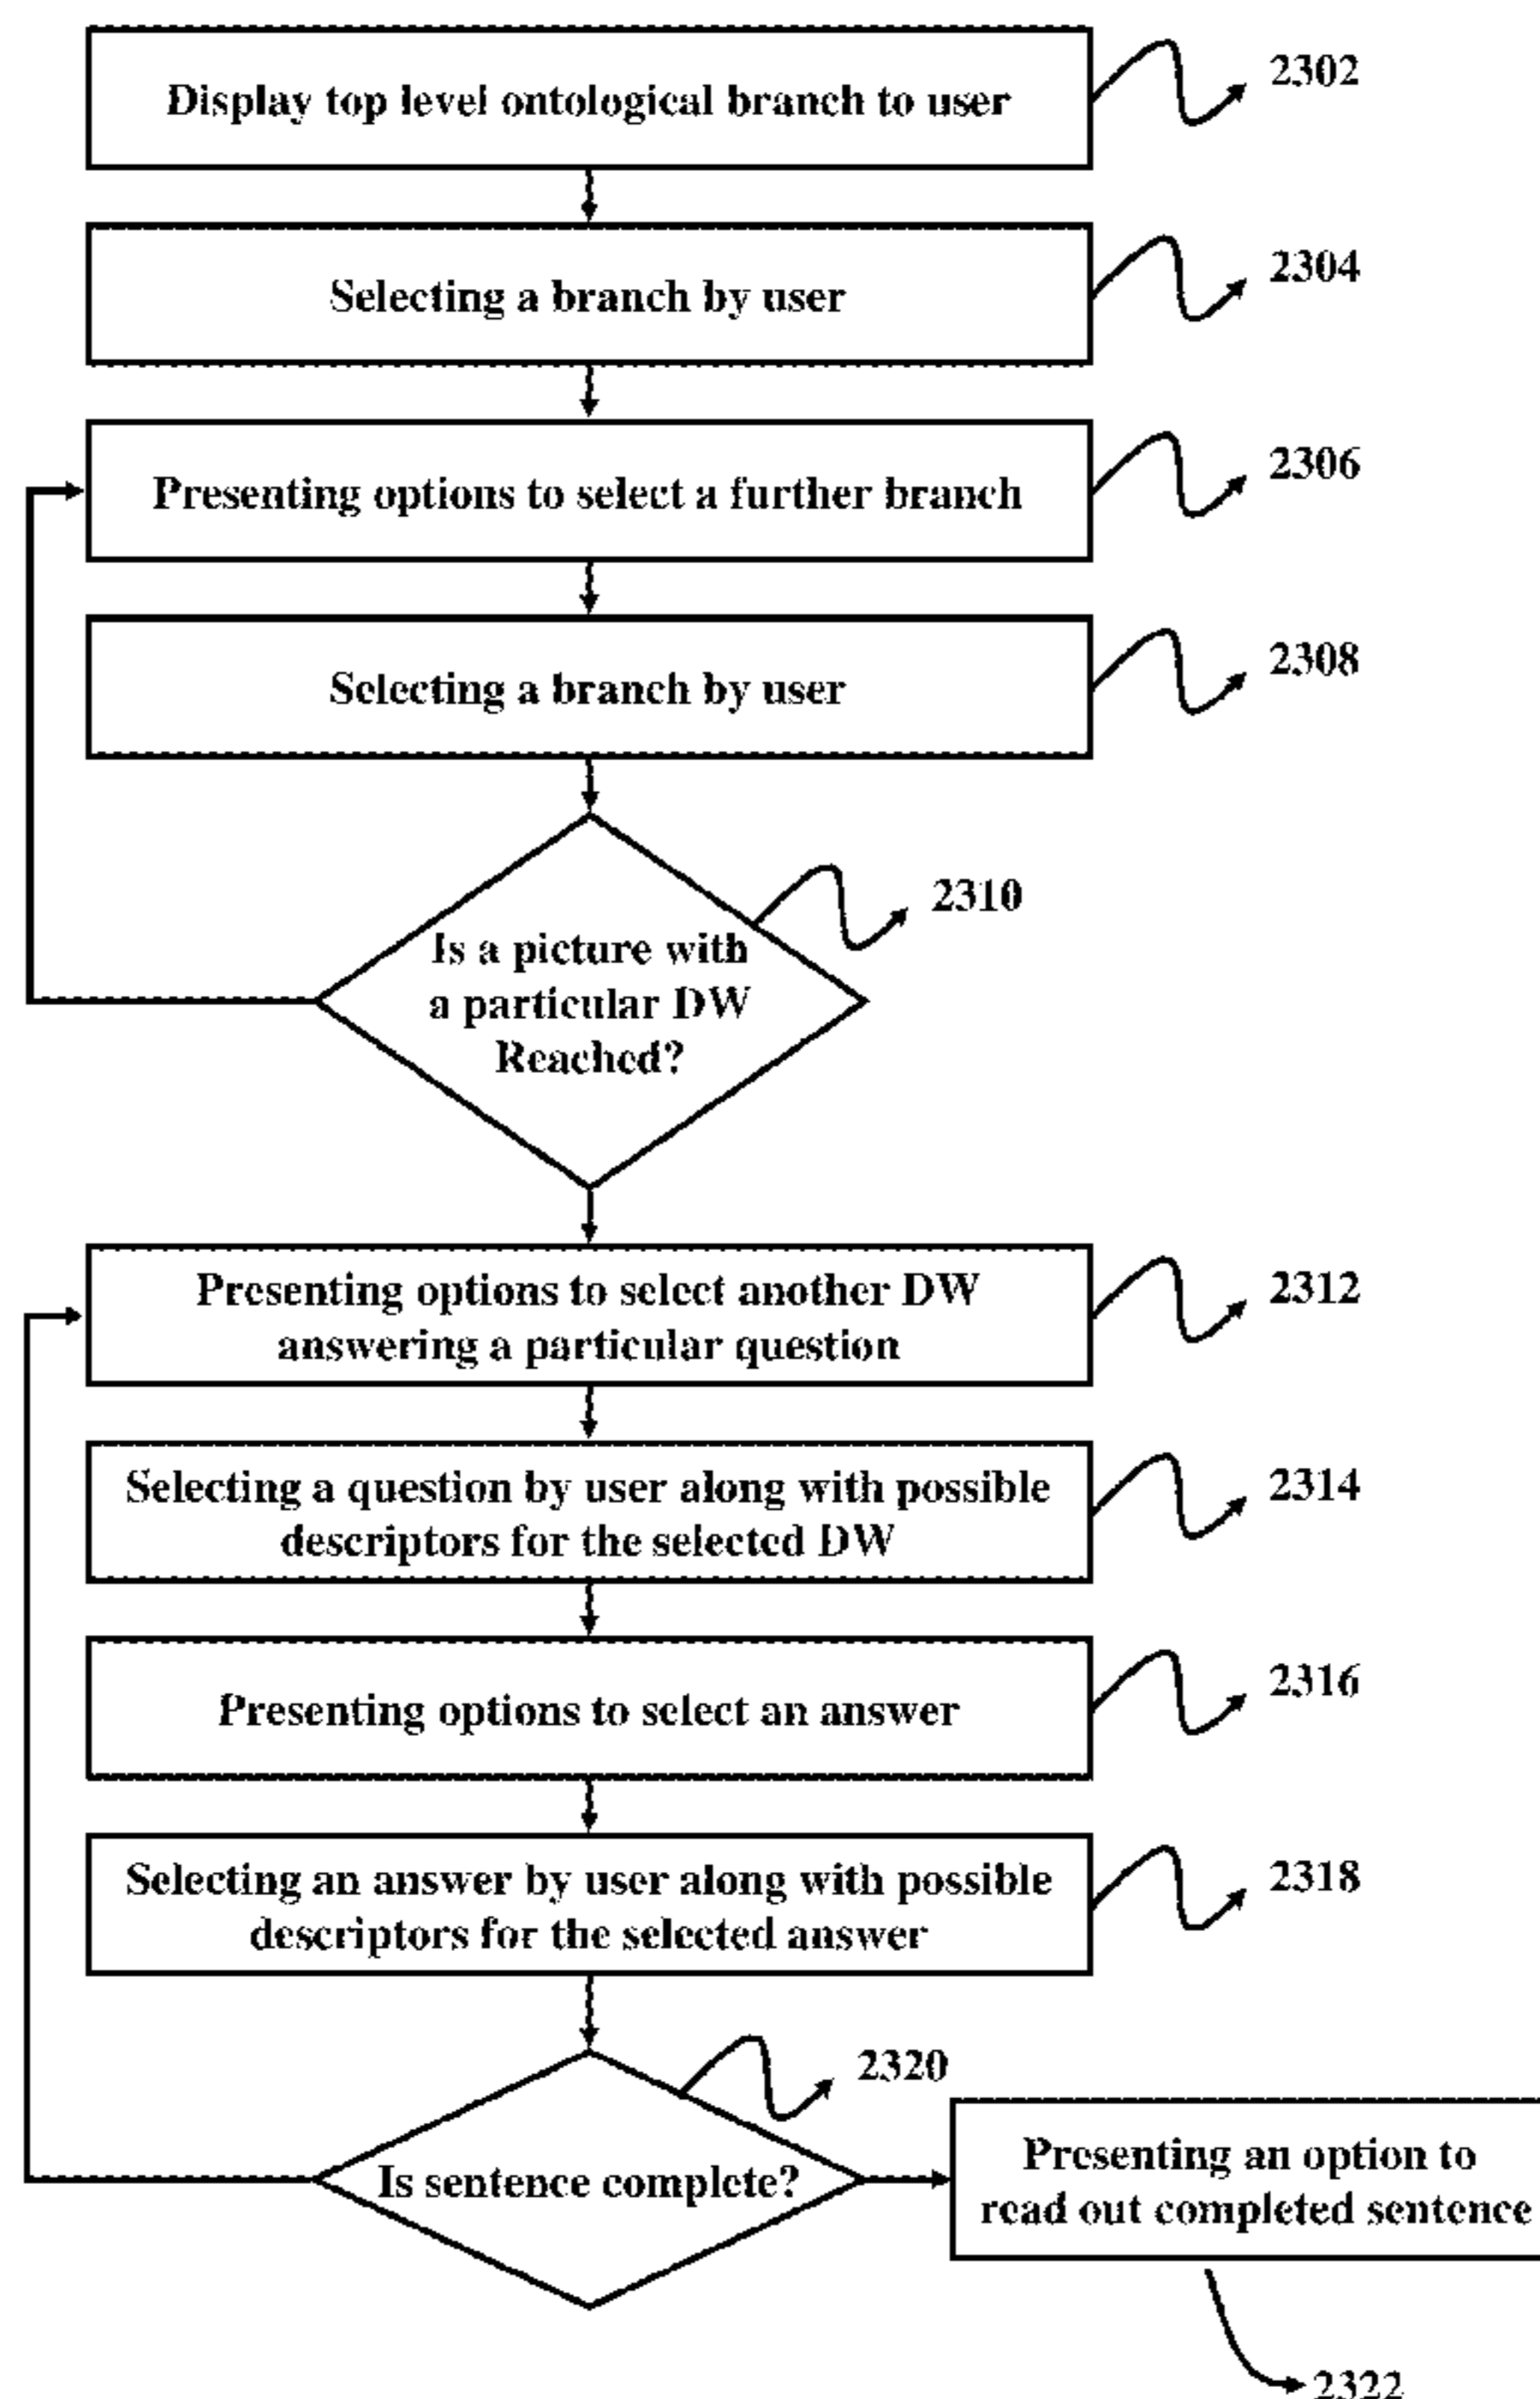 Display top level ontological branch to user
2302
Selecting a branch by user
2304
Presenting options to select a further branch
2306
Selecting a branch by user
2308
Is a picture with
a particular DW
Reached?
2310
Presenting options to select another DW
answering a particular question
2312
Selecting a question by user along with possible
descriptors for the selected DW
2314
Presenting options to select an answer
2316
Selecting an answer by user along with possible
descriptors for the selected answer
2318
Is sentence complete?
2320
Presenting an option to
read out completed sentence
2322